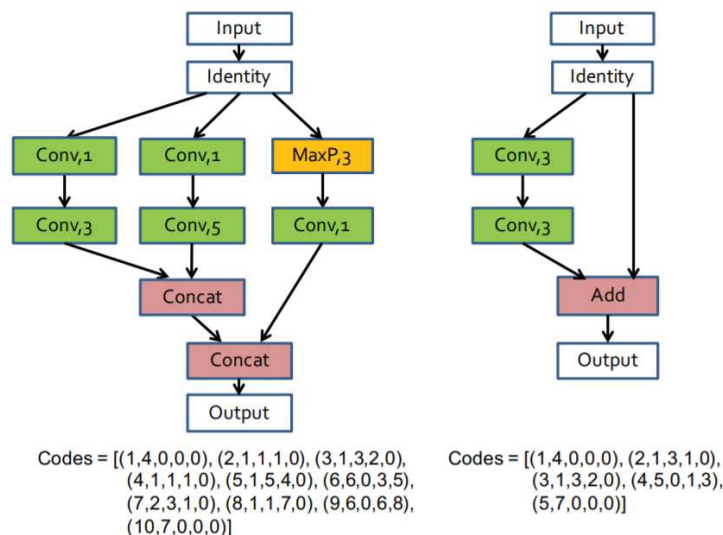 Input
Identity
Conv,1
Conv,1
MaxP,3
Conv,3
Conv,5
Conv,1
Concat
Concat
Output
Codes = [(1,4,0,0,0), (2,1,1,1,0), (3,1,3,2,0),
(4,1,1,1,0), (5,1,5,4,0), (6,6,0,3,5),
(7,2,3,1,0), (8,1,1,7,0), (9,6,0,6,8),
(10,7,0,0,0)]
Input
Identity
Conv,3
Conv,3
Add
Output
Codes = [(1,4,0,0,0), (2,1,3,1,0),
(3,1,3,2,0), (4,5,0,1,3),
(5,7,0,0,0)]